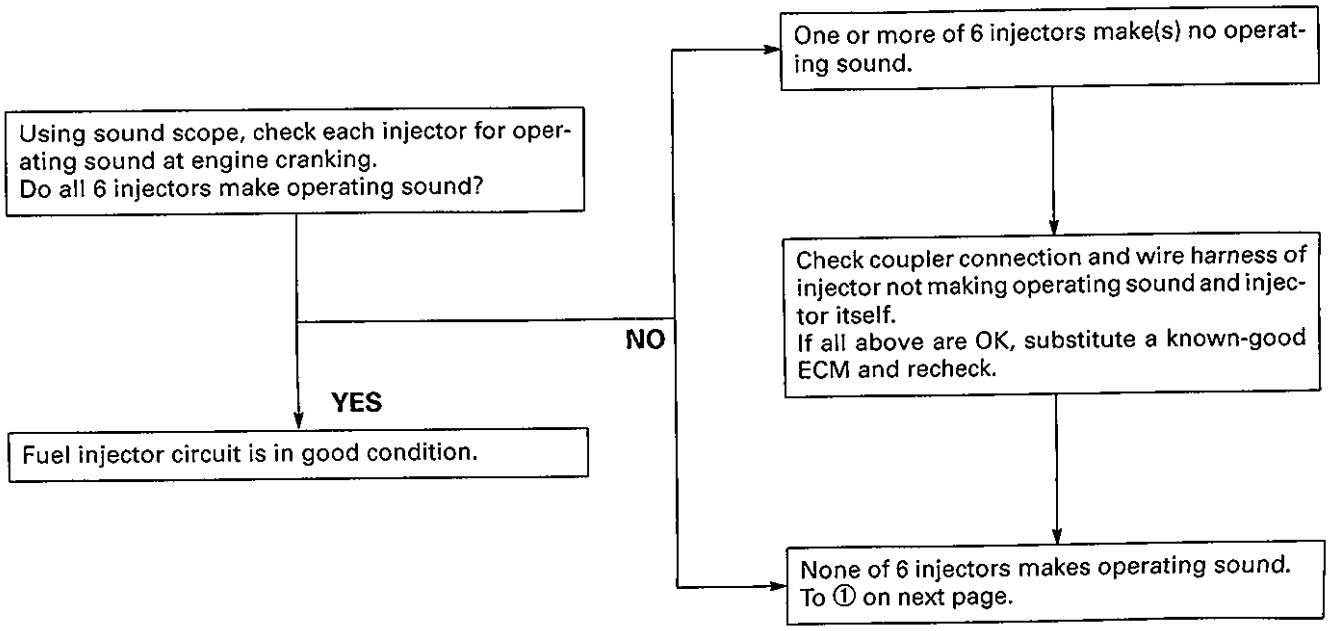 Using sound scope, check each injector for oper-
ating sound at engine cranking.
Do all 6 injectors make operating sound?
YES
Fuel injector circuit is in good condition.
NO
One or more of 6 injectors make(s) no operat-
ing sound.
Check coupler connection and wire harness of
injector not making operating sound and injec-
tor itself.
If all above are OK, substitute a known-good
ECM and recheck.
None of 6 injectors makes operating sound.
To ① on next page.